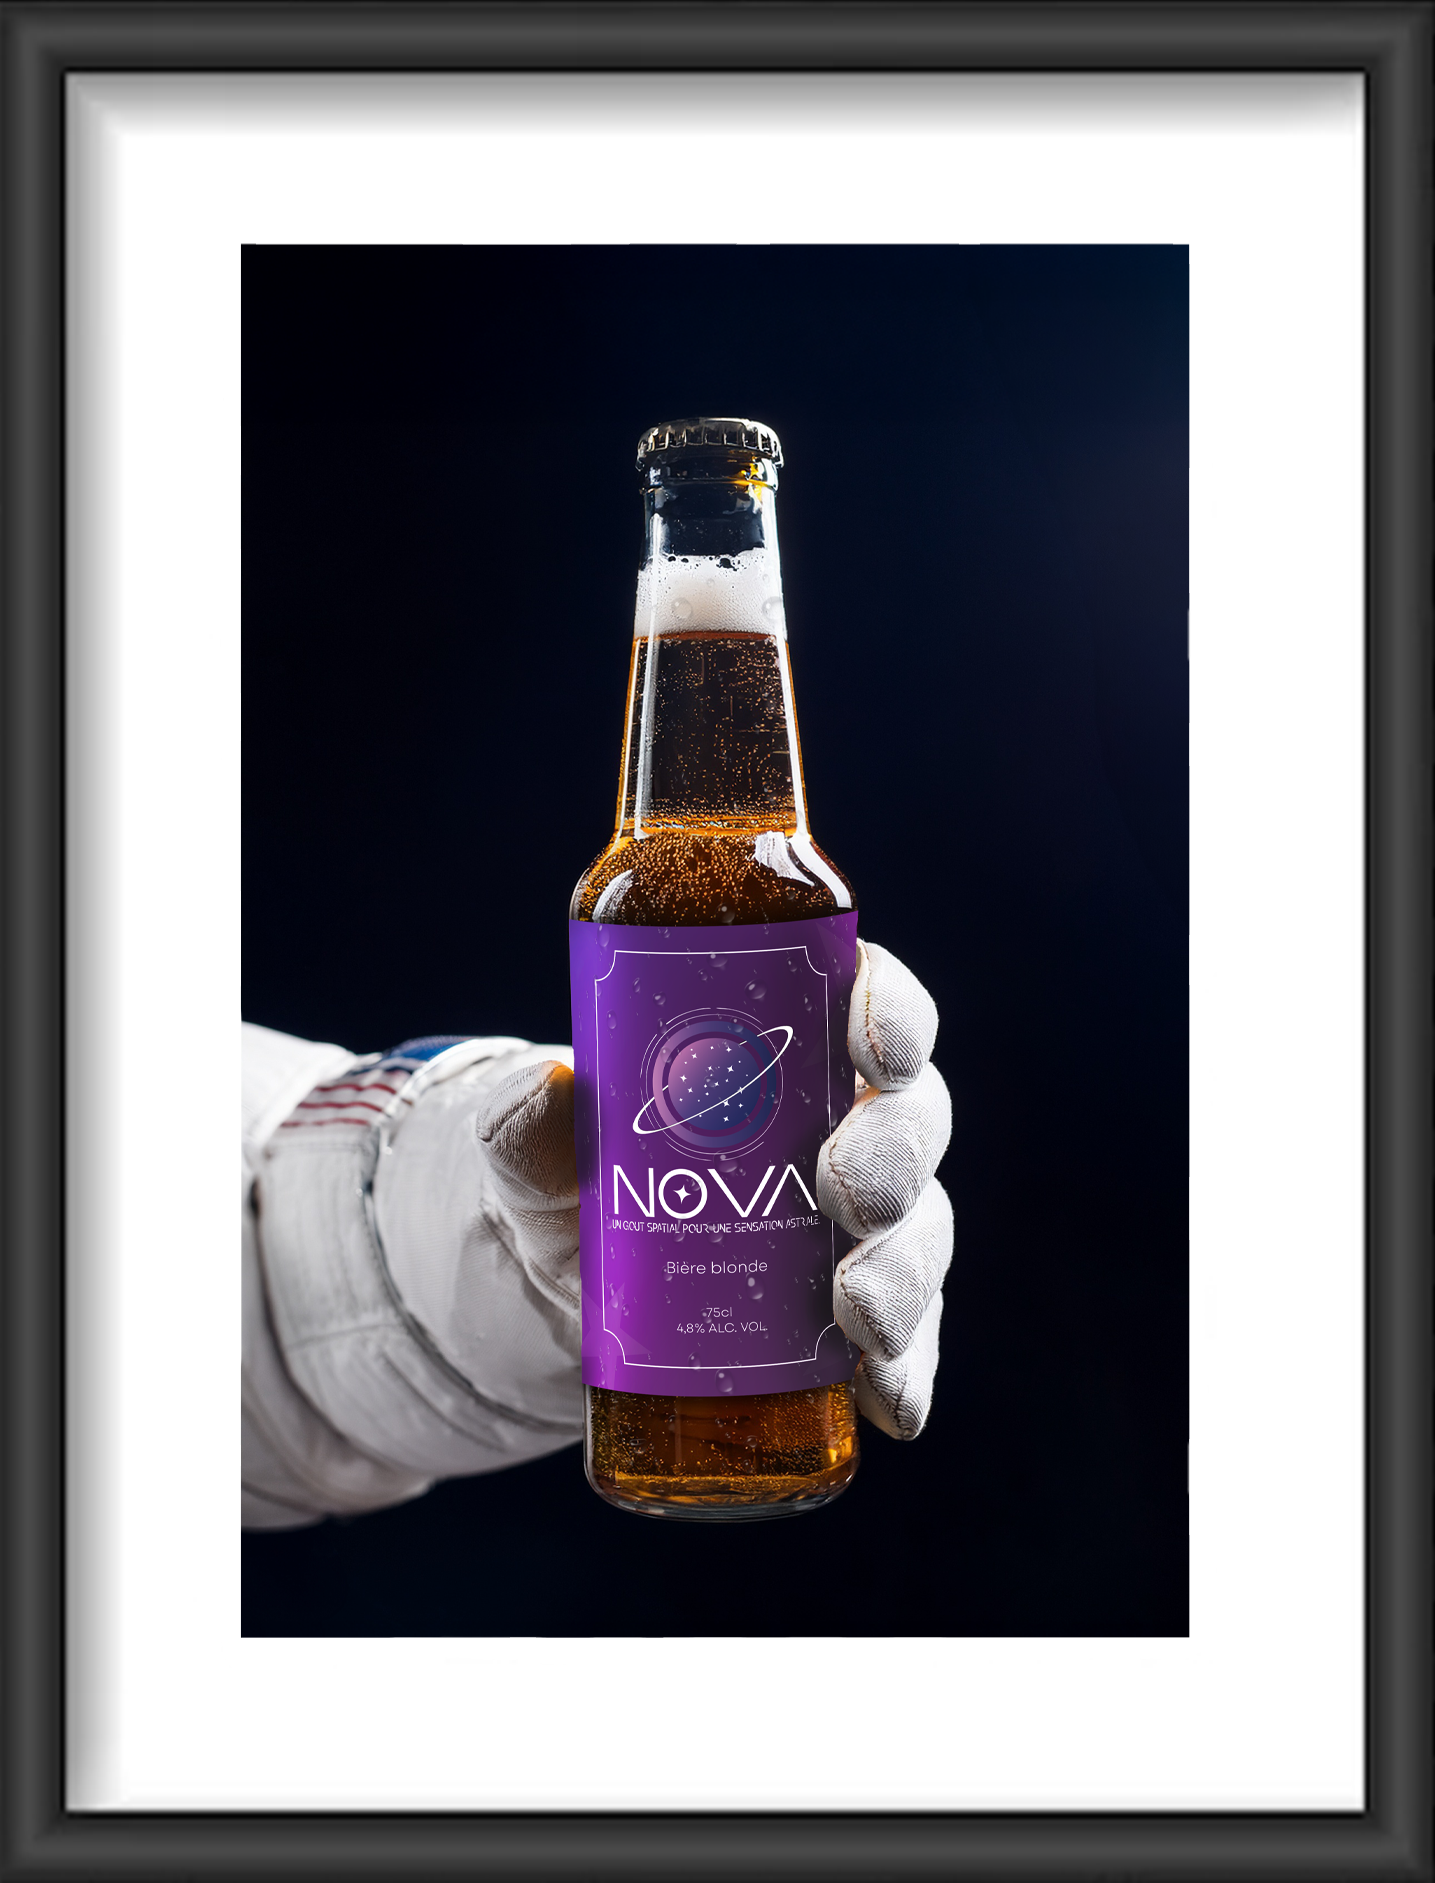 NOVA
UN GOUT SPATIAL POUR UNE SENSATION ASTRALE.
Bière blonde
75cl
4,8% ALC. VOL.